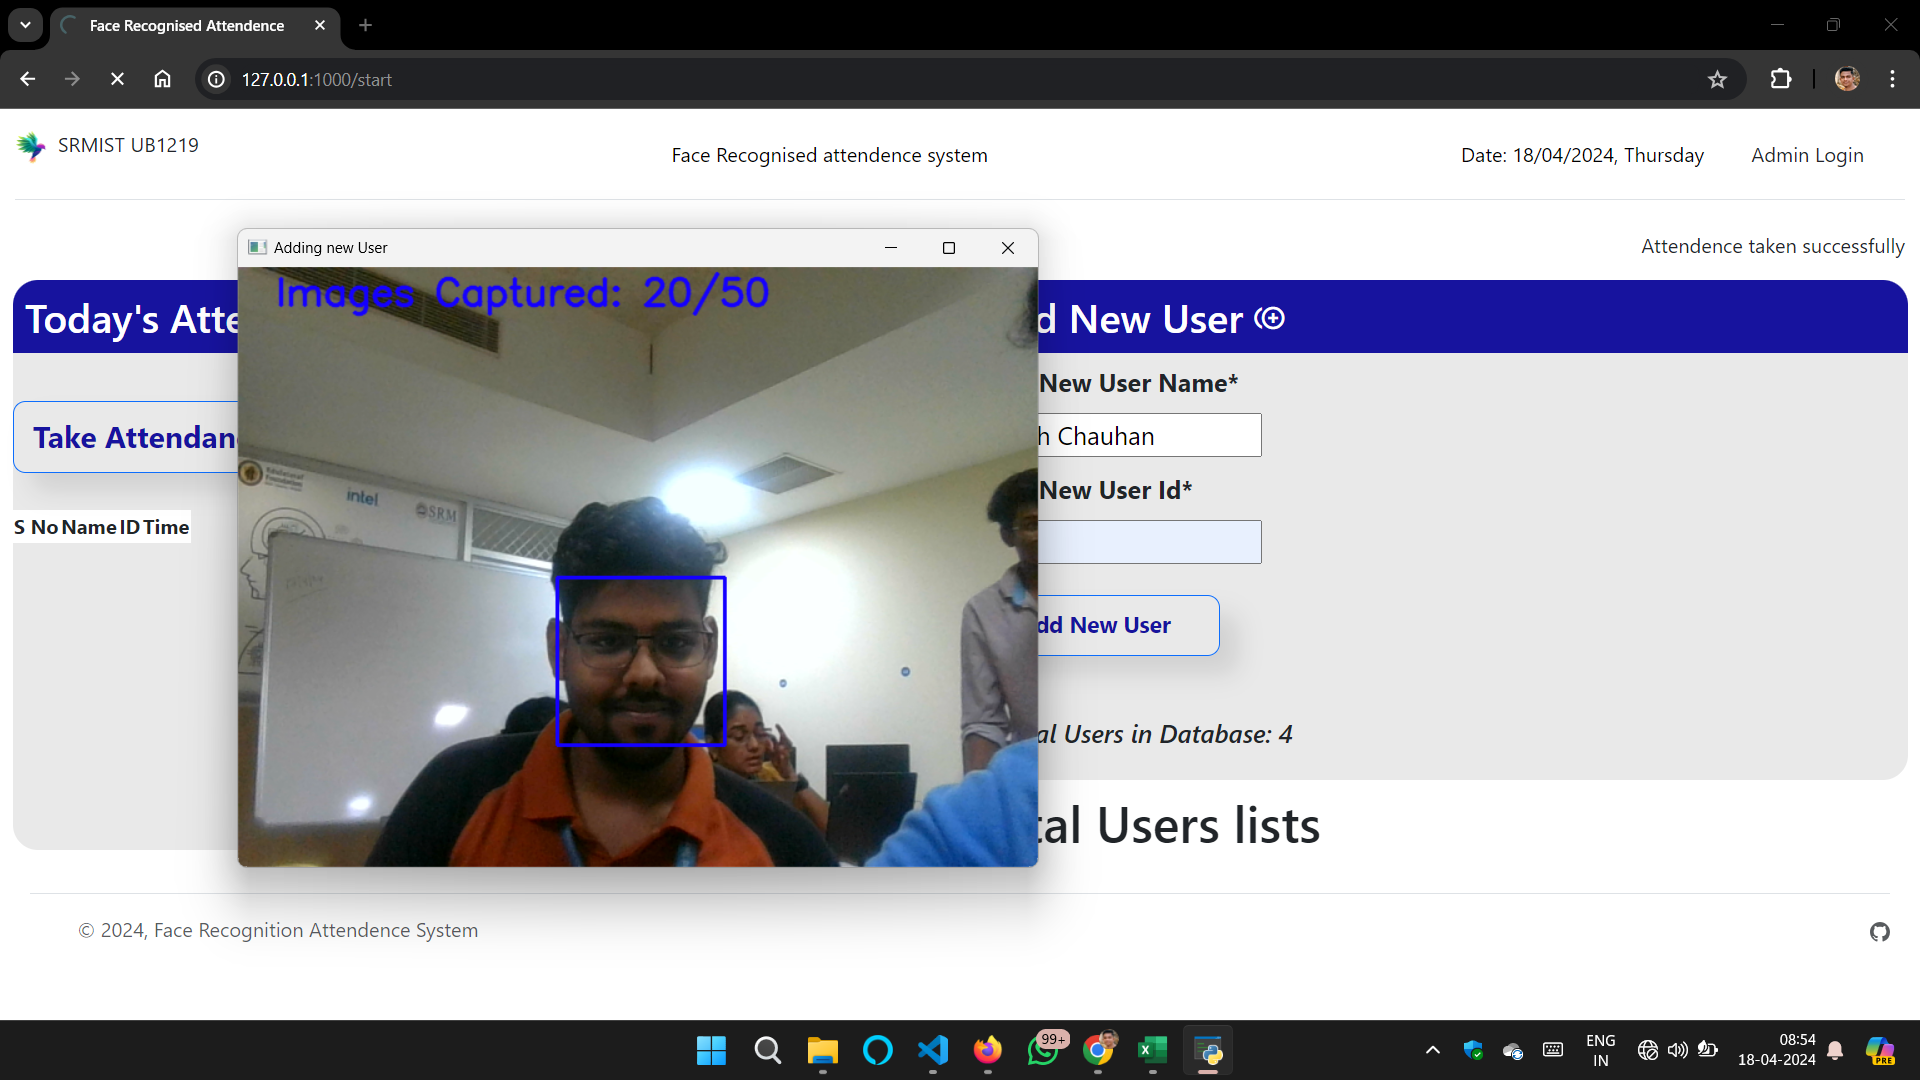 Face Recognised Attendence
127.0.0.1:1000/start
SRMIST UB1219
Face Recognised attendence system
Date: 18/04/2024, Thursday
Admin Login
Attendence taken successfully
Adding new User
Images Captured: 20/50
Today's Atte
d New User
Take Attendan
New User Name*
h Chauhan
New User Id*
intel
SRM
S No Name ID Time
dd New User
al Users in Database: 4
tal Users lists
© 2024, Face Recognition Attendence System
99+
ENG
IN
08:54
18-04-2024
PRE